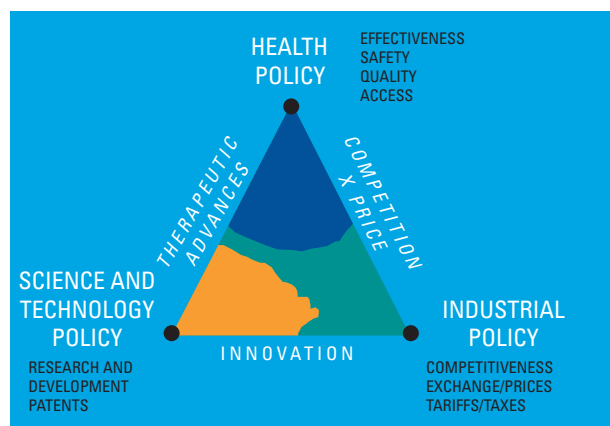 HEALTH
POLICY
EFFECTIVENESS
SAFETY
QUALITY
ACCESS
THERAPEUTIC
ADVANCES
COMPETITION
X PRICE
SCIENCE AND
TECHNOLOGY
POLICY
RESEARCH AND
DEVELOPMENT
PATENTS
INNOVATION
INDUSTRIAL
POLICY
COMPETITIVENESS
EXCHANGE/PRICES
TARIFFS/TAXES